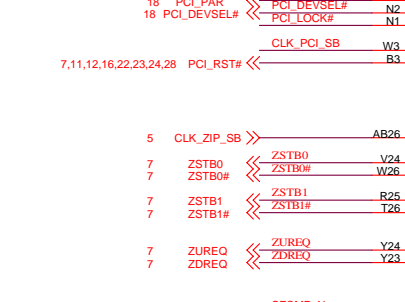 18 PCI_PAR
18 PCI_DEVSEL# PCI_DEVSEL# N2
PCI_LOCK# N1
CLK_PCI_SB W3
7,11,12,16,22,23,24,28 PCI_RST# B3
5 CLK_ZIP_SB AB26
7 ZSTB0 ZSTB0 V24
7 ZSTB0# ZSTB0# W26
7 ZSTB1 ZSTB1 R25
7 ZSTB1# ZSTB1# T26
7 ZUREQ ZUREQ Y24
7 ZDREQ ZDREQ Y23